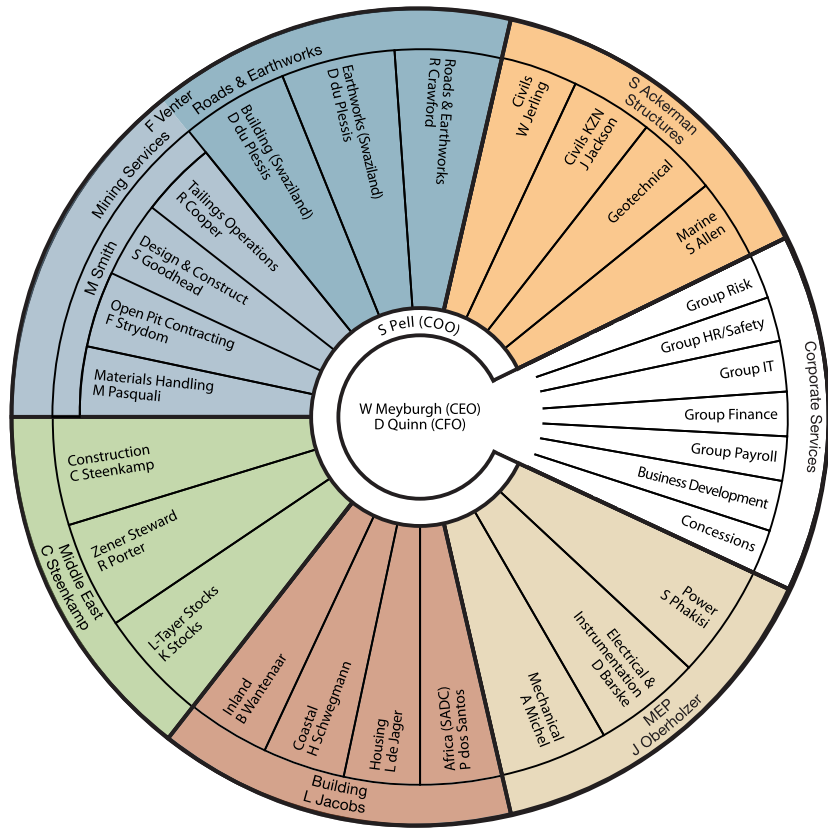 S Pell (COO)
W Meyburgh (CEO)
D Quinn (CFO)
F Venter
Roads & Earthworks
Building (Swaziland)
D du Plessis
Earthworks (Swaziland)
D du Plessis
Roads & Earthworks
R Crawford
S Ackerman
Structures
Civils
W Jerling
Civils KZN
J Jackson
Geotechnical
Marine
S Allen
Corporate Services
Group Risk
Group HR/Safety
Group IT
Group Finance
Group Payroll
Business Development
Concessions
MEP
J Oberholzer
Power
S Phakisi
Electrical &
Instrumentation
D Barske
Mechanical
A Michel
Building
L Jacobs
Africa (SADC)
P dos Santos
Housing
L de Jager
Coastal
H Schwegmann
Inland
B Wantenaar
Middle East
C Steenkamp
L-Tayer Stocks
K Stocks
Zener Steward
R Porter
Construction
C Steenkamp
Mining Services
M Smith
Materials Handling
M Pasquali
Open Pit Contracting
F Strydom
Design & Construct
S Goodhead
Tailings Operations
R Cooper